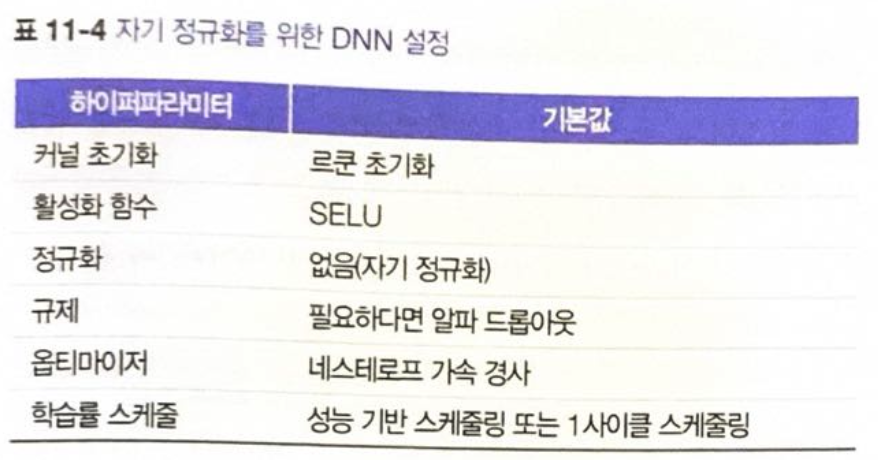 표 11-4 자기 정규화를 위한 DNN 설정
하이퍼파라미터 기본값
커널 초기화 르쿤 초기화
활성화 함수 SELU
정규화 없음(자기 정규화)
규제 필요하다면 알파 드롭아웃
옵티마이저 네스테로프 가속 경사
학습률 스케줄 성능 기반 스케줄링 또는 1사이클 스케줄링